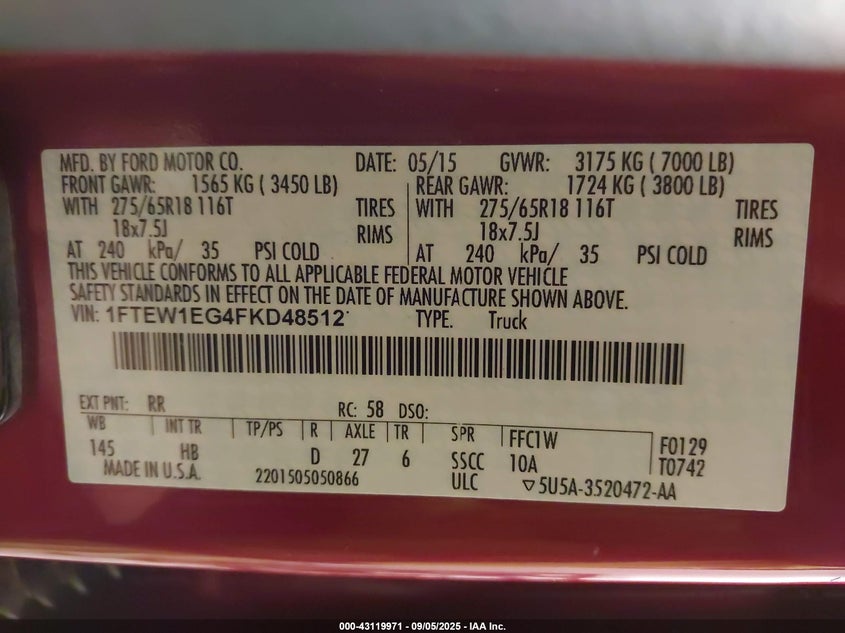 MFD. BY FORD MOTOR CO. DATE: 05/15 GVWR: 3175 KG ( 7000 LB)
FRONT GAWR: 1565 KG ( 3450 LB) REAR GAWR: 1724 KG ( 3800 LB)
WITH 275/65R18 116T TIRES WITH 275/65R18 116T TIRES
18x7.5J RIMS 18x7.5J RIMS
AT 240 kPa/ 35 PSI COLD AT 240 kPa/ 35 PSI COLD
THIS VEHICLE CONFORMS TO ALL APPLICABLE FEDERAL MOTOR VEHICLE
SAFETY STANDARDS IN EFFECT ON THE DATE OF MANUFACTURE SHOWN ABOVE.
VIN: 1FTEW1EG4FKD48512 TYPE: Truck
EXT PNT: RR RC: 58 DSO:
WB INT TR TP/PS R AXLE TR SPR FFC1W F0129
145 HB D 27 6 SSCC 10A T0742
MADE IN U.S.A. 2201505050866 ULC ▽5U5A-3520472-AA
000-43119971 - 09/05/2025 - IAA Inc.